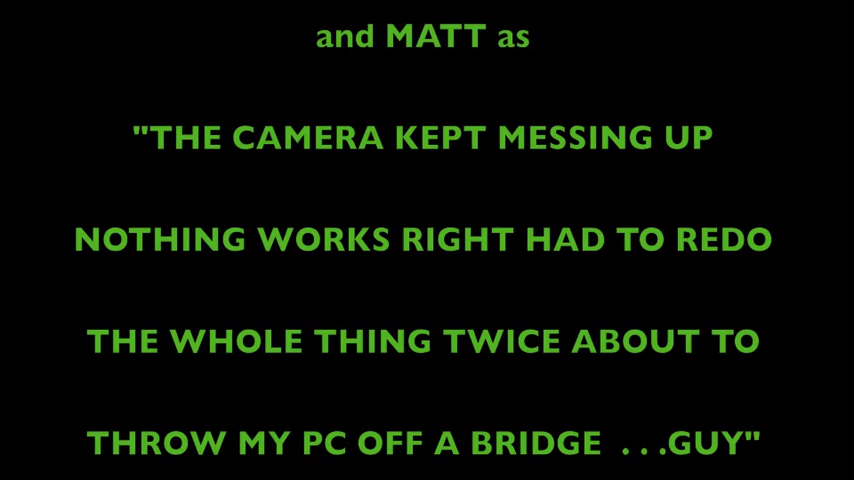 and MATT as
"THE CAMERA KEPT MESSING UP
NOTHING WORKS RIGHT HAD TO REDO
THE WHOLE THING TWICE ABOUT TO
THROW MY PC OFF A BRIDGE . . .GUY"